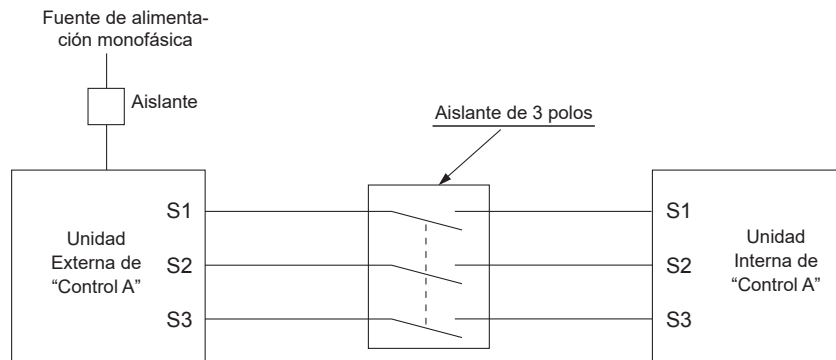 Fuente de alimenta-
ción monofásica
Aislante
Aislante de 3 polos
S1
S1
Unidad
Externa de
“Control A”
S2
S2
Unidad
Interna de
“Control A”
S3
S3